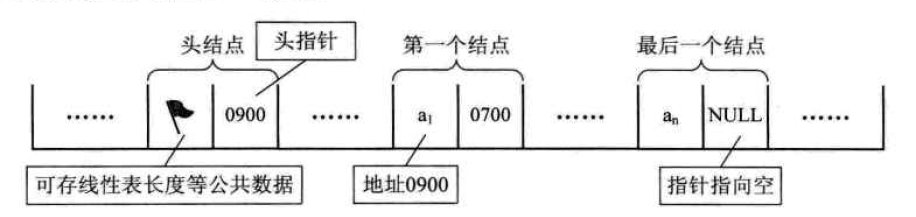 头结点 头指针 第一个结点 最后一个结点
…… 0900 …… a₁ 0700 …… aₙ NULL ……
可存线性表长度等公共数据 地址0900 指针指向空